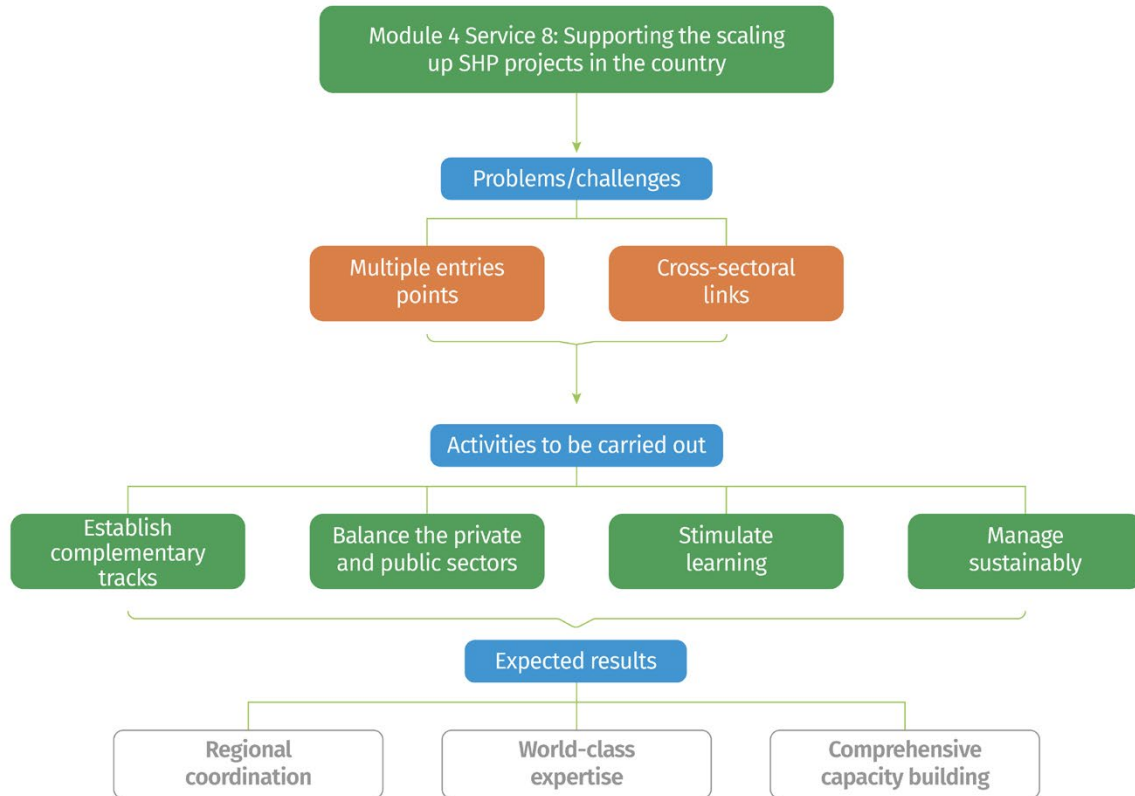 Module 4 Service 8: Supporting the scaling
up SHP projects in the country
Problems/challenges
Multiple entries
points
Cross-sectoral
links
Activities to be carried out
Establish
complementary
tracks
Balance the private
and public sectors
Stimulate
learning
Manage
sustainably
Expected results
Regional
coordination
World-class
expertise
Comprehensive
capacity building